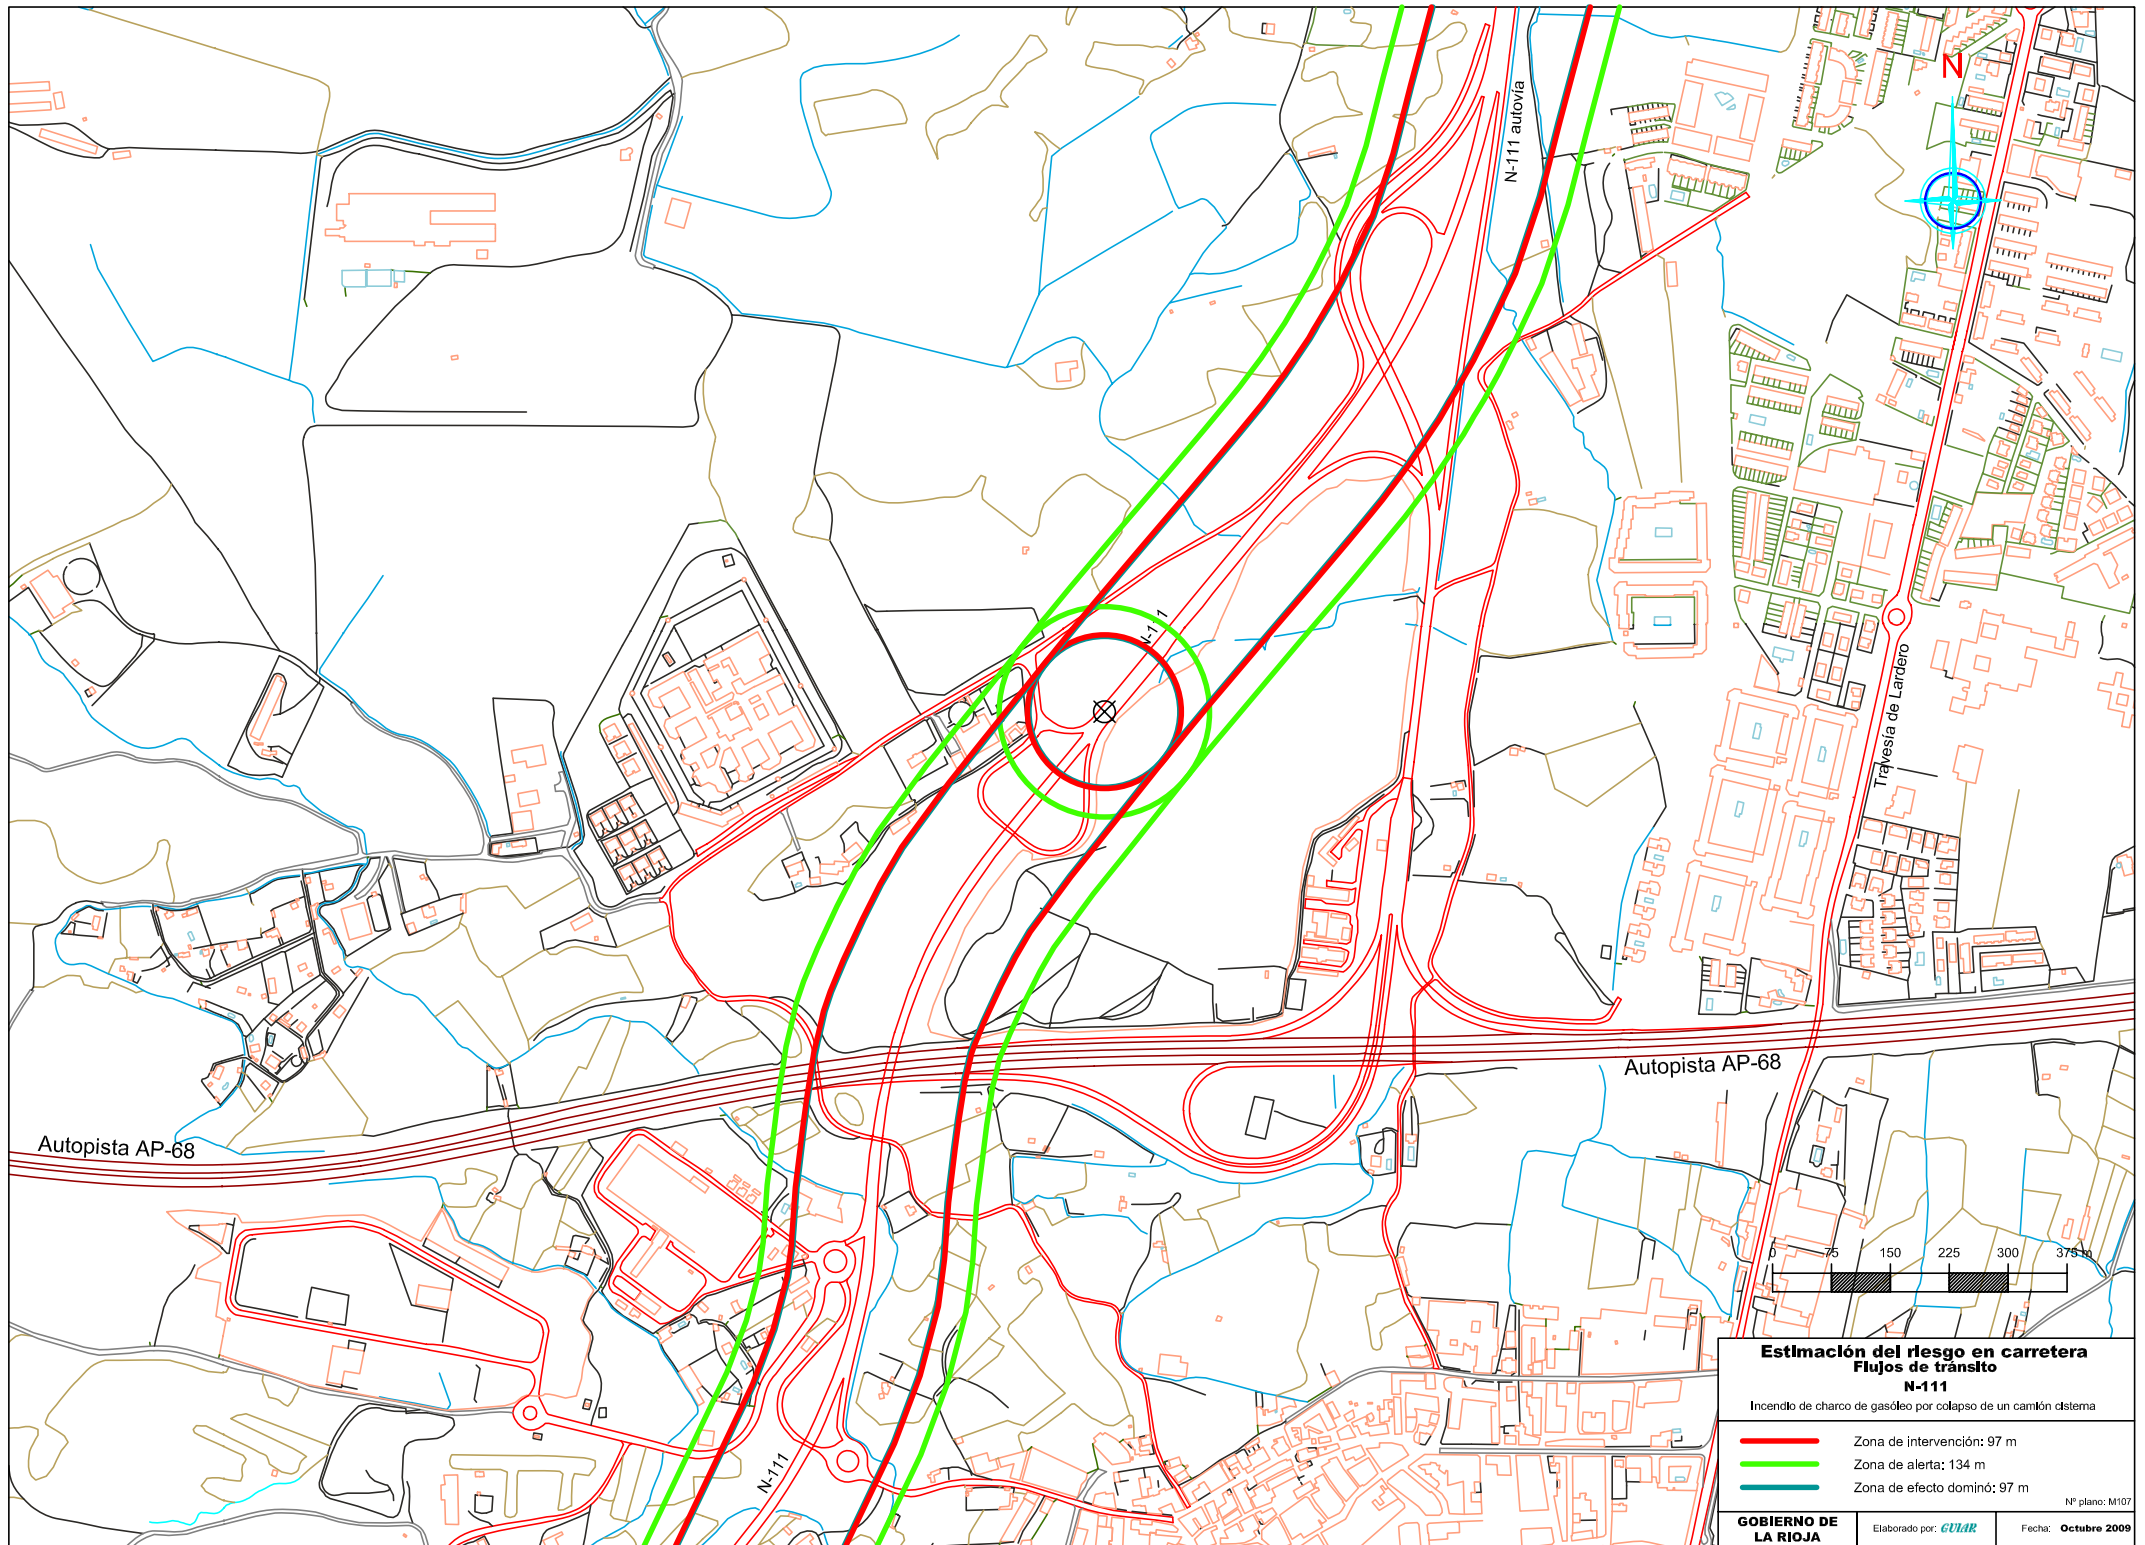 N
N-111 autovía
N-111
Travesía de Lardero
Autopista AP-68
Autopista AP-68
N-111
0 75 150 225 300 375 m
Estimación del riesgo en carretera
Flujos de tránsito
N-111
Incendio de charco de gasóleo por colapso de un camión cisterna
Zona de intervención: 97 m
Zona de alerta: 134 m
Zona de efecto dominó: 97 m
Nº plano: M107
GOBIERNO DE
LA RIOJA
Elaborado por: GUIAR
Fecha: Octubre 2009